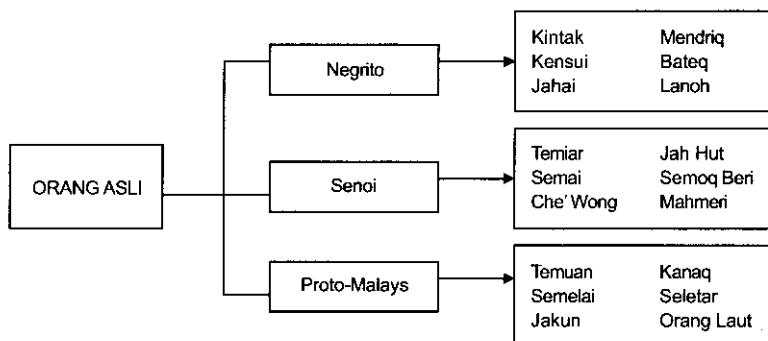 ORANG ASLI
Negrito
Kintak Mendriq
Kensui Bateq
Jahai Lanoh
Senoi
Temiar Jah Hut
Semai Semoq Beri
Che' Wong Mahmeri
Proto-Malays
Temuan Kanaq
Semelai Seletar
Jakun Orang Laut